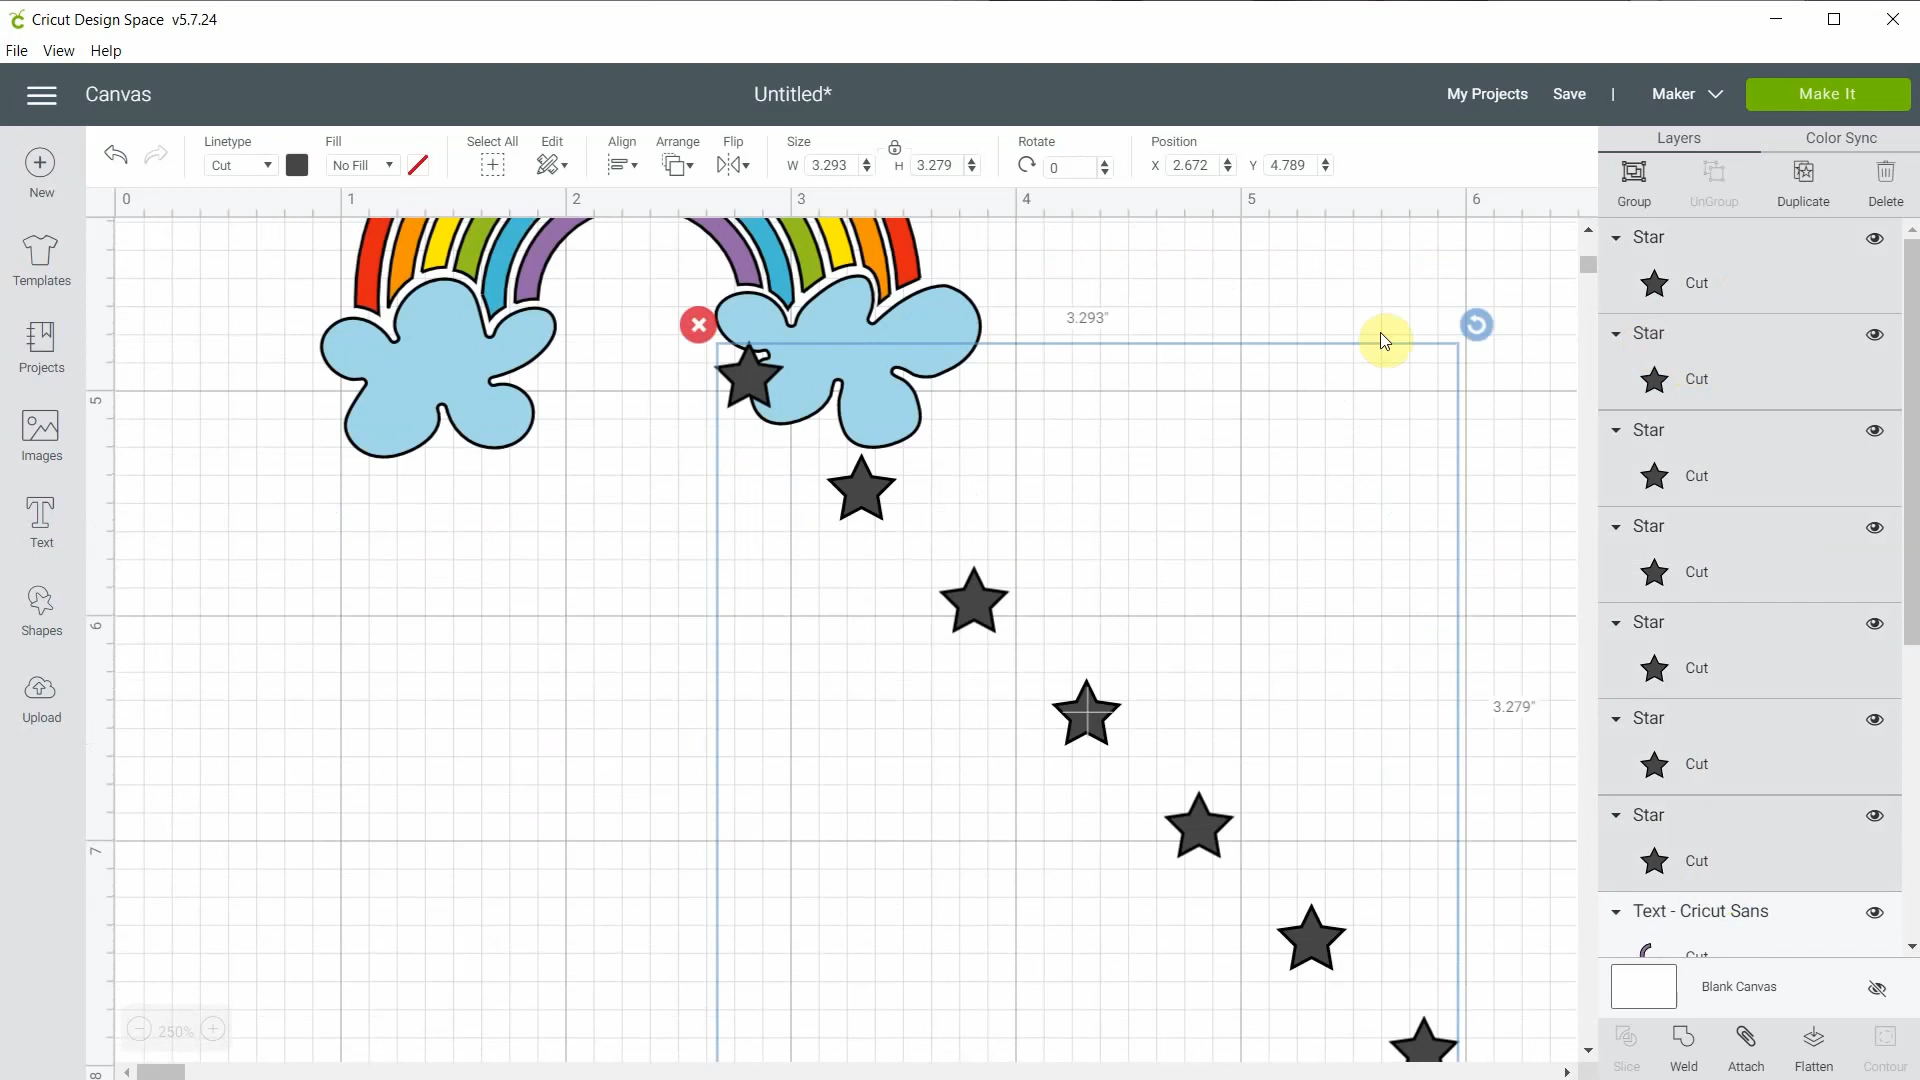 Cricut Design Space v5.7.24
File View Help
Canvas
Untitled*
My Projects Save | Maker Make It
Linetype Fill Select All Edit Align Arrange Flip Size Rotate Position
Cut No Fill W 3.293 H 3.279 0 X 2.672 Y 4.789
Layers Color Sync
Group UnGroup Duplicate Delete
0 1 2 3 4 5 6
5
6
7
8
New
Templates
Projects
Images
Text
Shapes
Upload
3.293"
3.279"
250%
Star
Cut
Star
Cut
Star
Cut
Star
Cut
Star
Cut
Star
Cut
Star
Cut
Text - Cricut Sans
Cut
Blank Canvas
Slice Weld Attach Flatten Contour